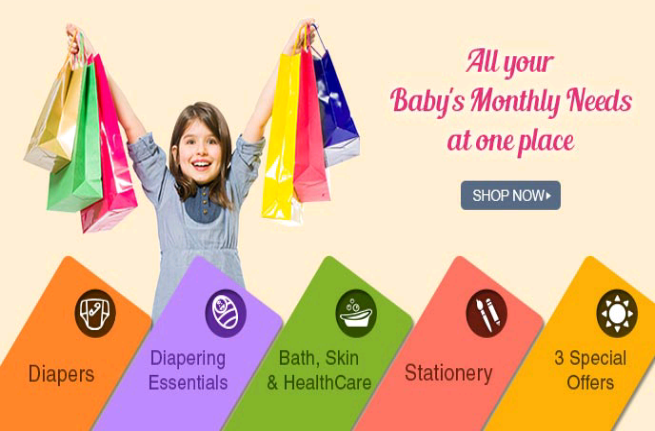 All your
Baby's Monthly Needs
at one place
SHOP NOW
Diapers
Diapering
Essentials
Bath, Skin
& HealthCare
Stationery
3 Special
Offers